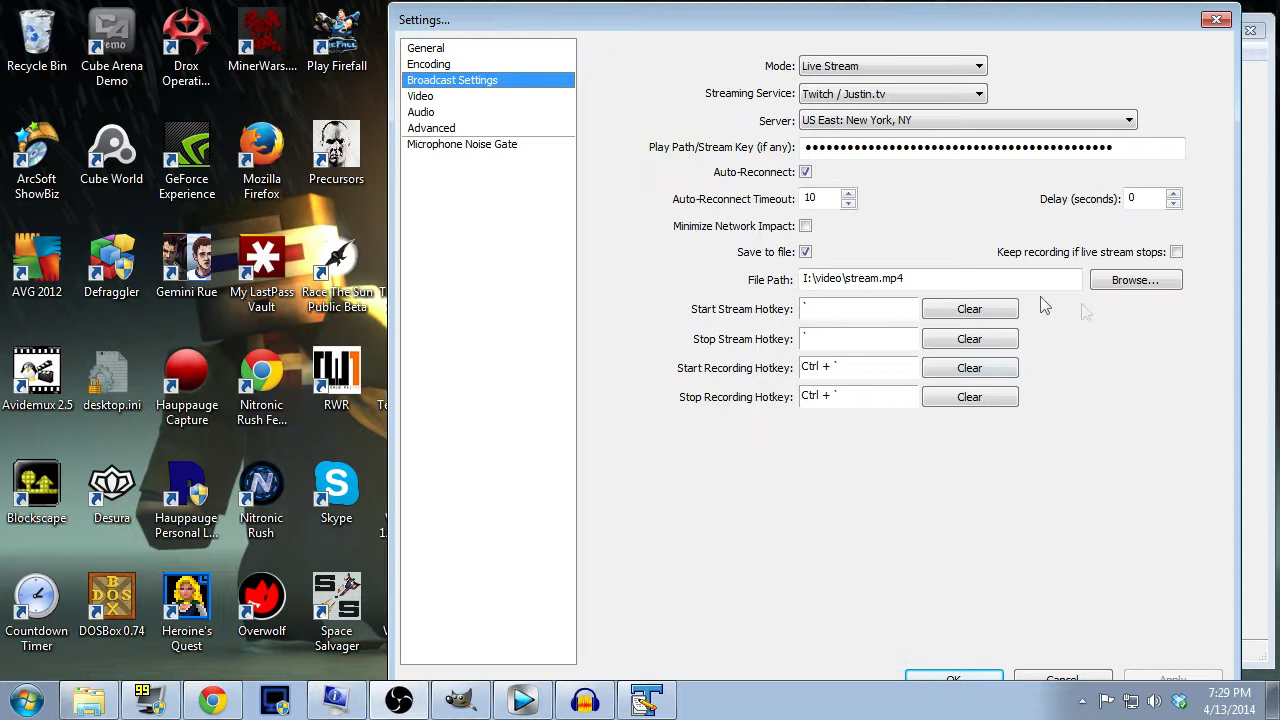 Settings...
General
Encoding
Broadcast Settings
Video
Audio
Advanced
Microphone Noise Gate
Mode: Live Stream
Streaming Service: Twitch / Justin.tv
Server: US East: New York, NY
Play Path/Stream Key (if any): ●●●●●●●●●●●●●●●●●●●●●●●●●●●●●●●●●●●●●●●●●●●●
Auto-Reconnect:
Auto-Reconnect Timeout: 10 Delay (seconds): 0
Minimize Network Impact:
Save to file: Keep recording if live stream stops:
File Path: I:\video\stream.mp4 Browse...
Start Stream Hotkey: ` Clear
Stop Stream Hotkey: ` Clear
Start Recording Hotkey: Ctrl + ` Clear
Stop Recording Hotkey: Ctrl + ` Clear
OK Cancel Apply
Recycle Bin
Cube Arena Demo
Drox Operati...
MinerWars....
Play Firefall
ArcSoft ShowBiz
Cube World
GeForce Experience
Mozilla Firefox
Precursors
AVG 2012
Defraggler
Gemini Rue
My LastPass Vault
Race The Sun Public Beta
Avidemux 2.5
desktop.ini
Hauppauge Capture
Nitronic Rush Fe...
RWR
Blockscape
Desura
Hauppauge Personal L...
Nitronic Rush
Skype
Countdown Timer
DOSBox 0.74
Heroine's Quest
Overwolf
Space Salvager
99
7:29 PM
4/13/2014